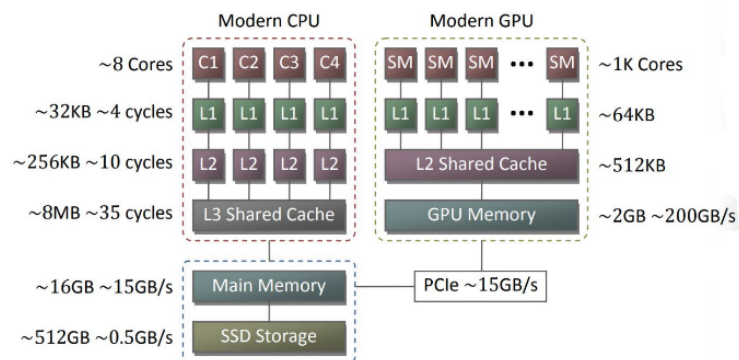 Modern CPU
Modern GPU
~8 Cores
C1 C2 C3 C4
SM SM SM ••• SM
~1K Cores
~32KB ~4 cycles
L1 L1 L1 L1
L1 L1 L1 ••• L1
~64KB
~256KB ~10 cycles
L2 L2 L2 L2
L2 Shared Cache
~512KB
~8MB ~35 cycles
L3 Shared Cache
GPU Memory
~2GB ~200GB/s
~16GB ~15GB/s
Main Memory
PCIe ~15GB/s
~512GB ~0.5GB/s
SSD Storage